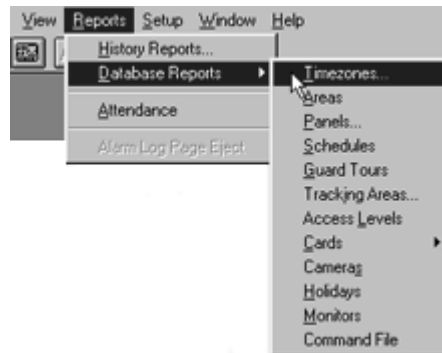 View Reports Setup Window Help
History Reports...
Database Reports
Attendance
Alarm Log Page Eject
Timezones...
Areas
Panels...
Schedules
Guard Tours
Tracking Areas...
Access Levels
Cards
Cameras
Holidays
Monitors
Command File